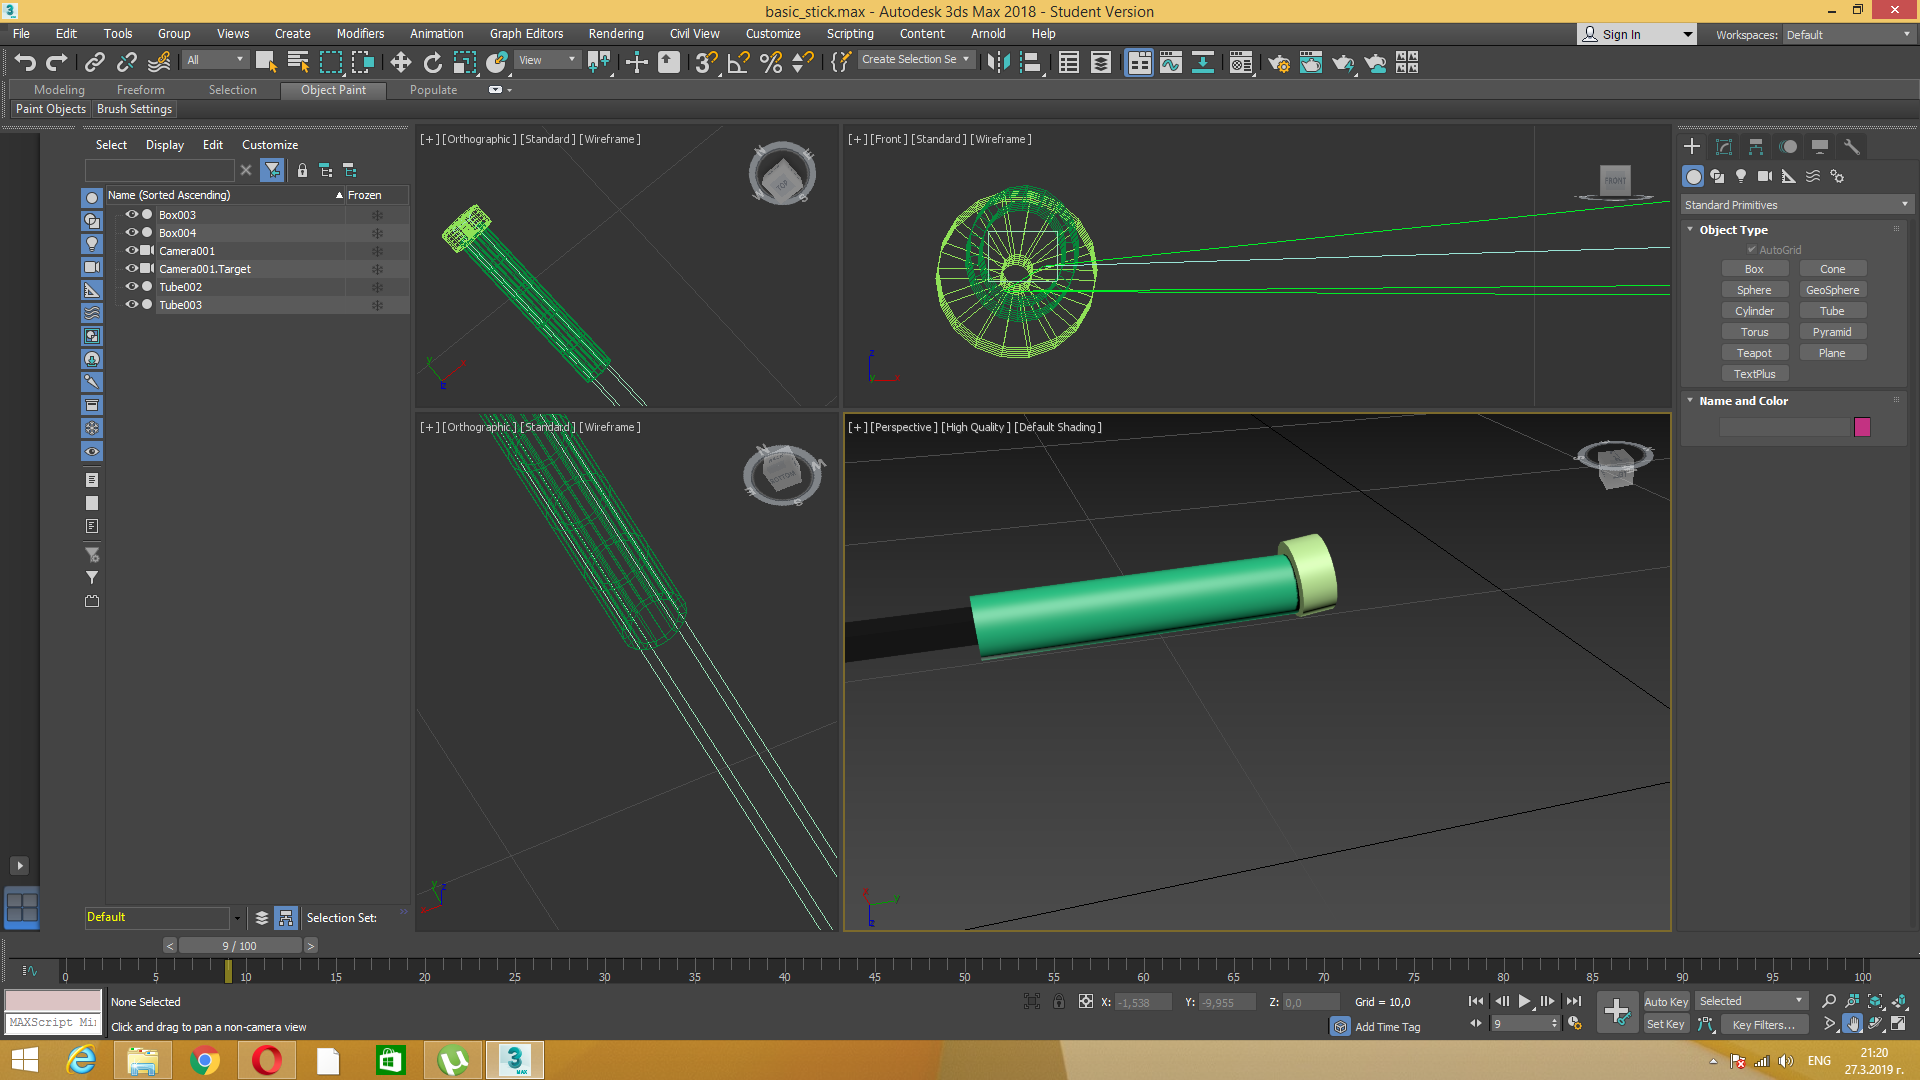 basic_stick.max - Autodesk 3ds Max 2018 - Student Version
File Edit Tools Group Views Create Modifiers Animation Graph Editors Rendering Civil View Customize Scripting Content Arnold Help
Sign In
Workspaces: Default
All
View
Create Selection Se
Modeling Freeform Selection Object Paint Populate
Paint Objects Brush Settings
Select Display Edit Customize
Name (Sorted Ascending) Frozen
Box003
Box004
Camera001
Camera001.Target
Tube002
Tube003
[+] [Orthographic] [Standard] [Wireframe]
TOP
[+] [Front] [Standard] [Wireframe]
FRONT
[+] [Orthographic] [Standard] [Wireframe]
BOTTOM
[+] [Perspective] [High Quality] [Default Shading]
Standard Primitives
Object Type
AutoGrid
Box Cone
Sphere GeoSphere
Cylinder Tube
Torus Pyramid
Teapot Plane
TextPlus
Name and Color
Default
Selection Set:
< 9 / 100 >
0 5 10 15 20 25 30 35 40 45 50 55 60 65 70 75 80 85 90 95 100
None Selected
X: -1,538 Y: -9,955 Z: 0,0 Grid = 10,0
Auto Key Selected
MAXScript Mi
Click and drag to pan a non-camera view
Add Time Tag
9
Set Key Key Filters...
3 MAX
ENG
21:20
27.3.2019 г.